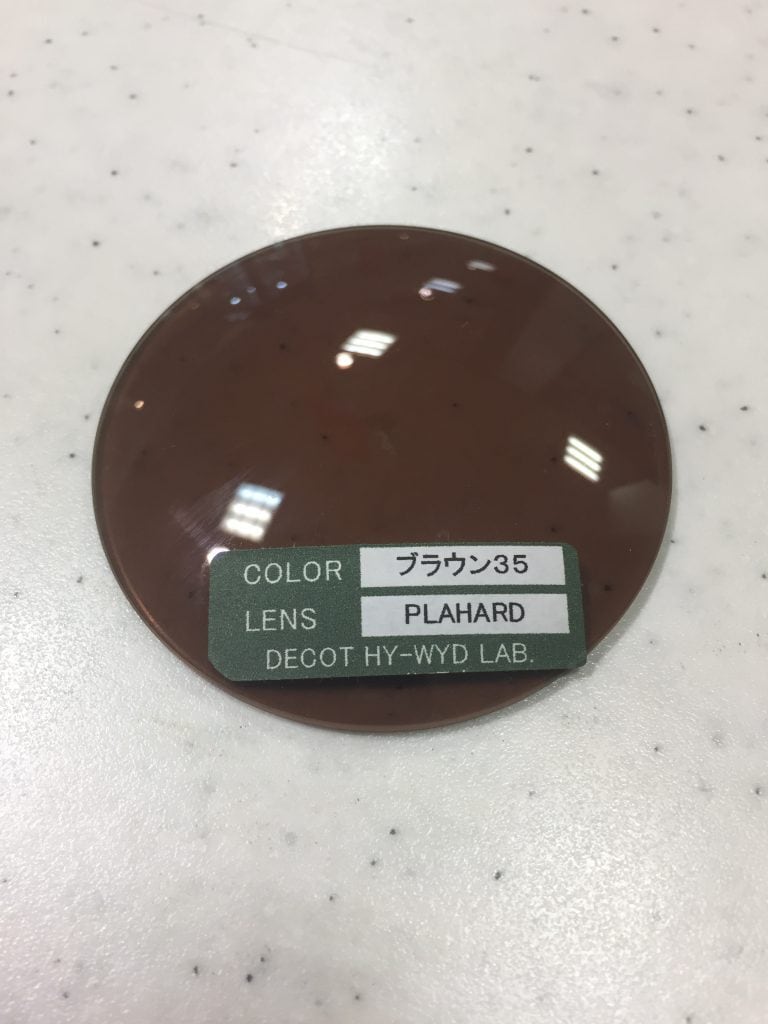 COLOR ブラウン35
LENS PLAHARD
DECOT HY-WYD LAB.